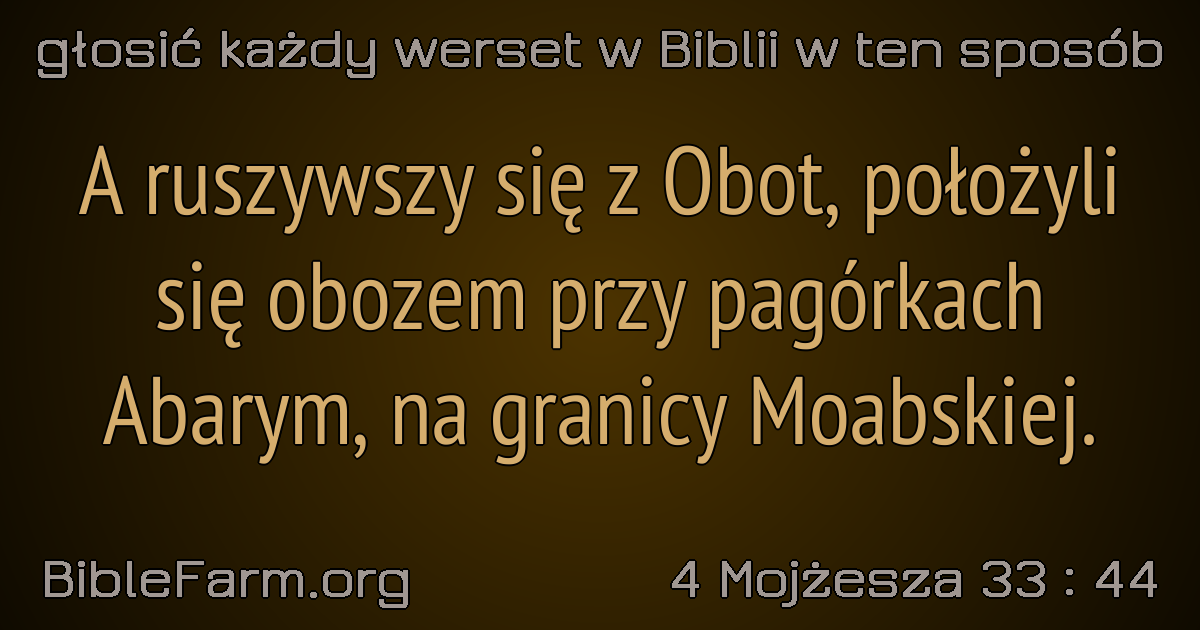 głosić każdy werset w Biblii w ten sposób
A ruszywszy się z Obot, położyli
się obozem przy pagórkach
Abarym, na granicy Moabskiej.
BibleFarm.org
4 Mojżesza 33 : 44